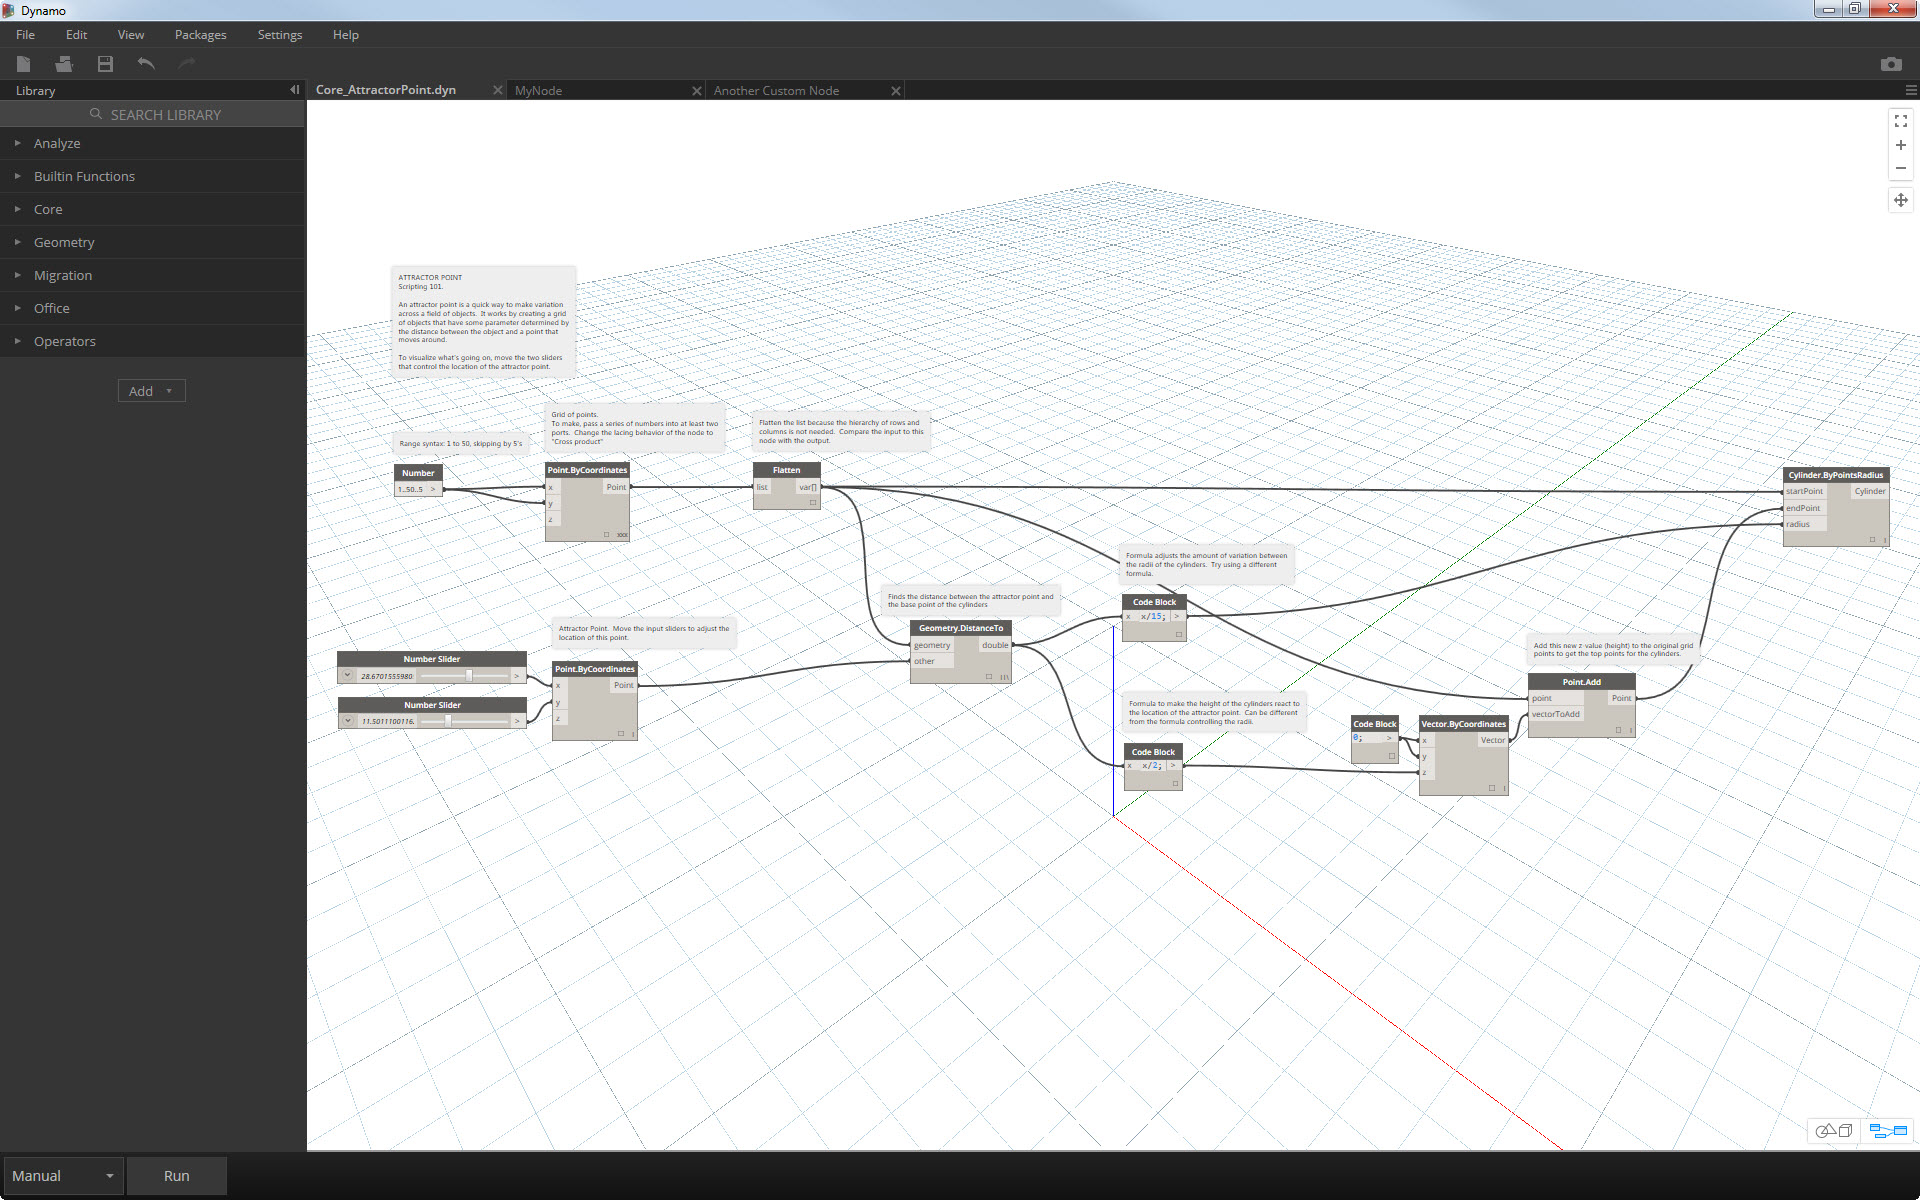 Dynamo
File Edit View Packages Settings Help
Library
Core_AttractorPoint.dyn
MyNode
Another Custom Node
SEARCH LIBRARY
Analyze
Builtin Functions
Core
Geometry
Migration
Office
Operators
Add
ATTRACTOR POINT
Scripting 101.
An attractor point is a quick way to make variation
across a field of objects. It works by creating a grid
of objects that have some parameter determined by
the distance between the object and a point that
moves around.
To visualize what's going on, move the two sliders
that control the location of the attractor point.
Range syntax: 1 to 50, skipping by 5's
Number
1..50..5 >
Grid of points.
To make, pass a series of numbers into at least two
ports. Change the lacing behavior of the node to
"Cross product"
Point.ByCoordinates
x Point
y
z
xxx
Flatten the list because the hierarchy of rows and
columns is not needed. Compare the input to this
node with the output.
Flatten
list var[]
Cylinder.ByPointsRadius
startPoint Cylinder
endPoint
radius
|
Formula adjusts the amount of variation between
the radii of the cylinders. Try using a different
formula.
Code Block
x x/15; >
Finds the distance between the attractor point and
the base point of the cylinders
Geometry.DistanceTo
geometry double
other
Attractor Point. Move the input sliders to adjust the
location of this point.
Number Slider
28.6701555980 >
Number Slider
11.5011100116 >
Point.ByCoordinates
x Point
y
z
|
Add this new z-value (height) to the original grid
points to get the top points for the cylinders.
Point.Add
point Point
vectorToAdd
|
Formula to make the height of the cylinders react to
the location of the attractor point. Can be different
from the formula controlling the radii.
Code Block
x x/2; >
Code Block
0; >
Vector.ByCoordinates
x Vector
y
z
|
Manual
Run